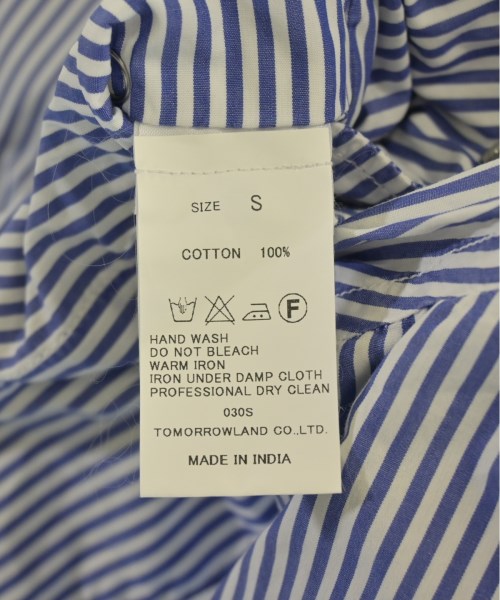 SIZE S
COTTON 100%
F
HAND WASH
DO NOT BLEACH
WARM IRON
IRON UNDER DAMP CLOTH
PROFESSIONAL DRY CLEAN
030S
TOMORROWLAND CO.,LTD.
MADE IN INDIA